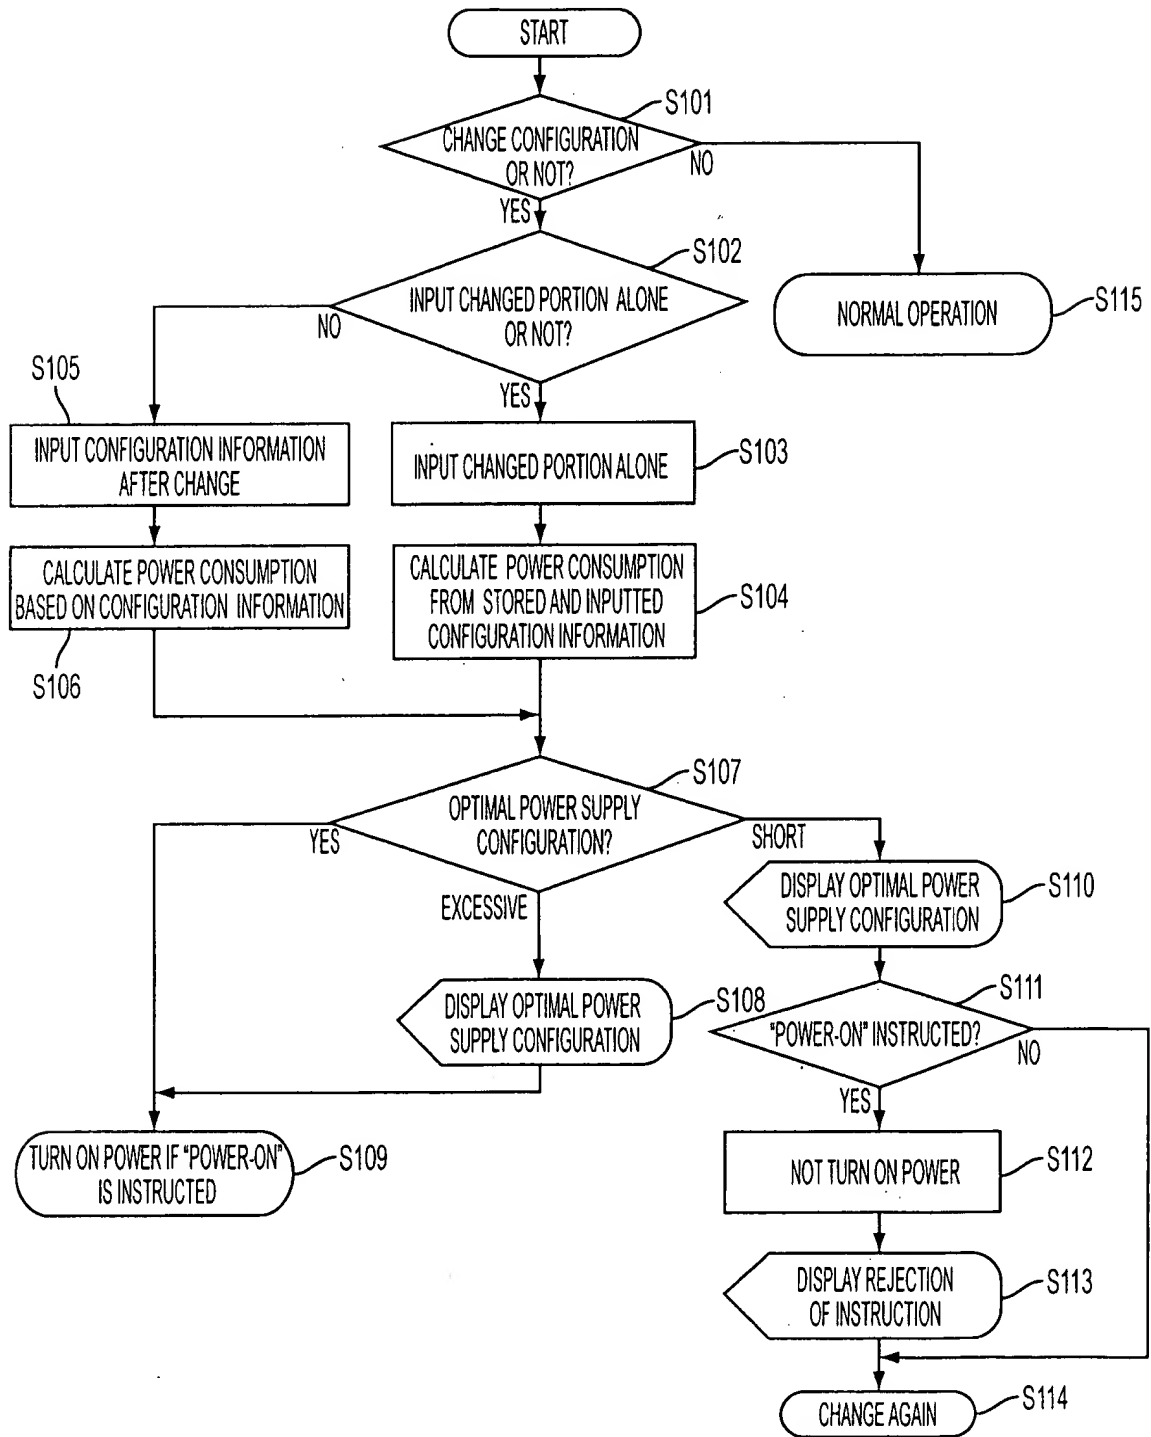 START
S101
CHANGE CONFIGURATION
OR NOT?
NO
YES
S102
INPUT CHANGED PORTION ALONE
OR NOT?
NO
YES
NORMAL OPERATION
S115
S105
INPUT CONFIGURATION INFORMATION
AFTER CHANGE
INPUT CHANGED PORTION ALONE
S103
CALCULATE POWER CONSUMPTION
BASED ON CONFIGURATION INFORMATION
S106
CALCULATE POWER CONSUMPTION
FROM STORED AND INPUTTED
CONFIGURATION INFORMATION
S104
S107
OPTIMAL POWER SUPPLY
CONFIGURATION?
YES
SHORT
EXCESSIVE
DISPLAY OPTIMAL POWER
SUPPLY CONFIGURATION
S110
DISPLAY OPTIMAL POWER
SUPPLY CONFIGURATION
S108
S111
"POWER-ON" INSTRUCTED?
NO
YES
TURN ON POWER IF "POWER-ON"
IS INSTRUCTED
S109
NOT TURN ON POWER
S112
DISPLAY REJECTION
OF INSTRUCTION
S113
CHANGE AGAIN
S114